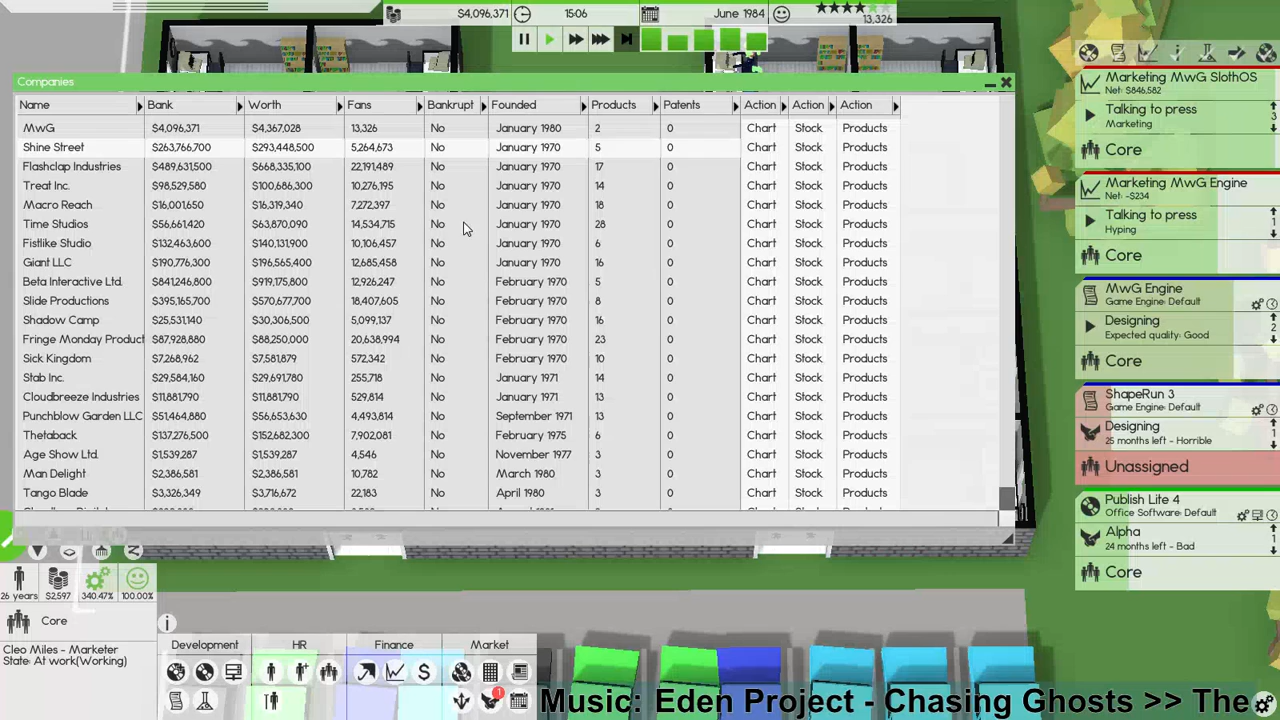 $4,096,371 15:06 June 1984 13,326
Companies
Name Bank Worth Fans Bankrupt Founded Products Patents Action Action Action
MwG $4,096,371 $4,367,028 13,326 No January 1980 2 0 Chart Stock Products
Shine Street $263,766,700 $293,448,500 5,264,673 No January 1970 5 0 Chart Stock Products
Flashclap Industries $489,631,500 $668,335,100 22,191,489 No January 1970 17 0 Chart Stock Products
Treat Inc. $98,529,580 $100,686,300 10,276,195 No January 1970 14 0 Chart Stock Products
Macro Reach $16,001,650 $16,319,340 7,272,397 No January 1970 18 0 Chart Stock Products
Time Studios $56,661,420 $63,870,090 14,534,715 No January 1970 28 0 Chart Stock Products
Fistlike Studio $132,463,600 $140,131,900 10,106,457 No January 1970 6 0 Chart Stock Products
Giant LLC $190,776,300 $196,565,400 12,685,458 No January 1970 16 0 Chart Stock Products
Beta Interactive Ltd. $841,246,800 $919,175,800 12,926,247 No February 1970 5 0 Chart Stock Products
Slide Productions $395,165,700 $570,677,700 18,407,603 No February 1970 8 0 Chart Stock Products
Shadow Camp $25,531,140 $30,306,500 5,099,137 No February 1970 16 0 Chart Stock Products
Fringe Monday Product $87,928,880 $88,250,880 20,638,994 No February 1970 23 0 Chart Stock Products
Sick Kingdom $7,268,962 $7,581,879 572,342 No February 1970 10 0 Chart Stock Products
Stab Inc. $29,584,160 $29,691,780 255,718 No January 1971 14 0 Chart Stock Products
Cloudbreeze Industries $11,881,790 $11,881,790 529,814 No January 1971 13 0 Chart Stock Products
Punchblow Garden LLC $51,464,880 $56,653,630 4,493,814 No September 1971 13 0 Chart Stock Products
Thetaback $137,276,500 $152,682,300 7,902,081 No February 1975 6 0 Chart Stock Products
Age Show Ltd. $1,539,287 $1,539,287 4,546 No November 1977 3 0 Chart Stock Products
Man Delight $2,386,581 $2,386,581 10,782 No March 1980 3 0 Chart Stock Products
Tango Blade $3,326,349 $3,716,672 22,183 No April 1980 3 0 Chart Stock Products
Marketing MwG SlothOS
Net: $846,582
Talking to press
Marketing
3
Core
Marketing MwG Engine
Net: -$234
Talking to press
Hyping
1
Core
MwG Engine
Game Engine: Default
Designing
Expected quality: Good
2
Core
ShapeRun 3
Game Engine: Default
Designing
25 months left - Horrible
1
Unassigned
Publish Lite 4
Office Software: Default
Alpha
24 months left - Bad
1
Core
26 years $2,597 340.47% 100.00%
Core
Cleo Miles - Marketer
State: At work(Working)
Development HR Finance Market
1
Music: Eden Project - Chasing Ghosts >> The